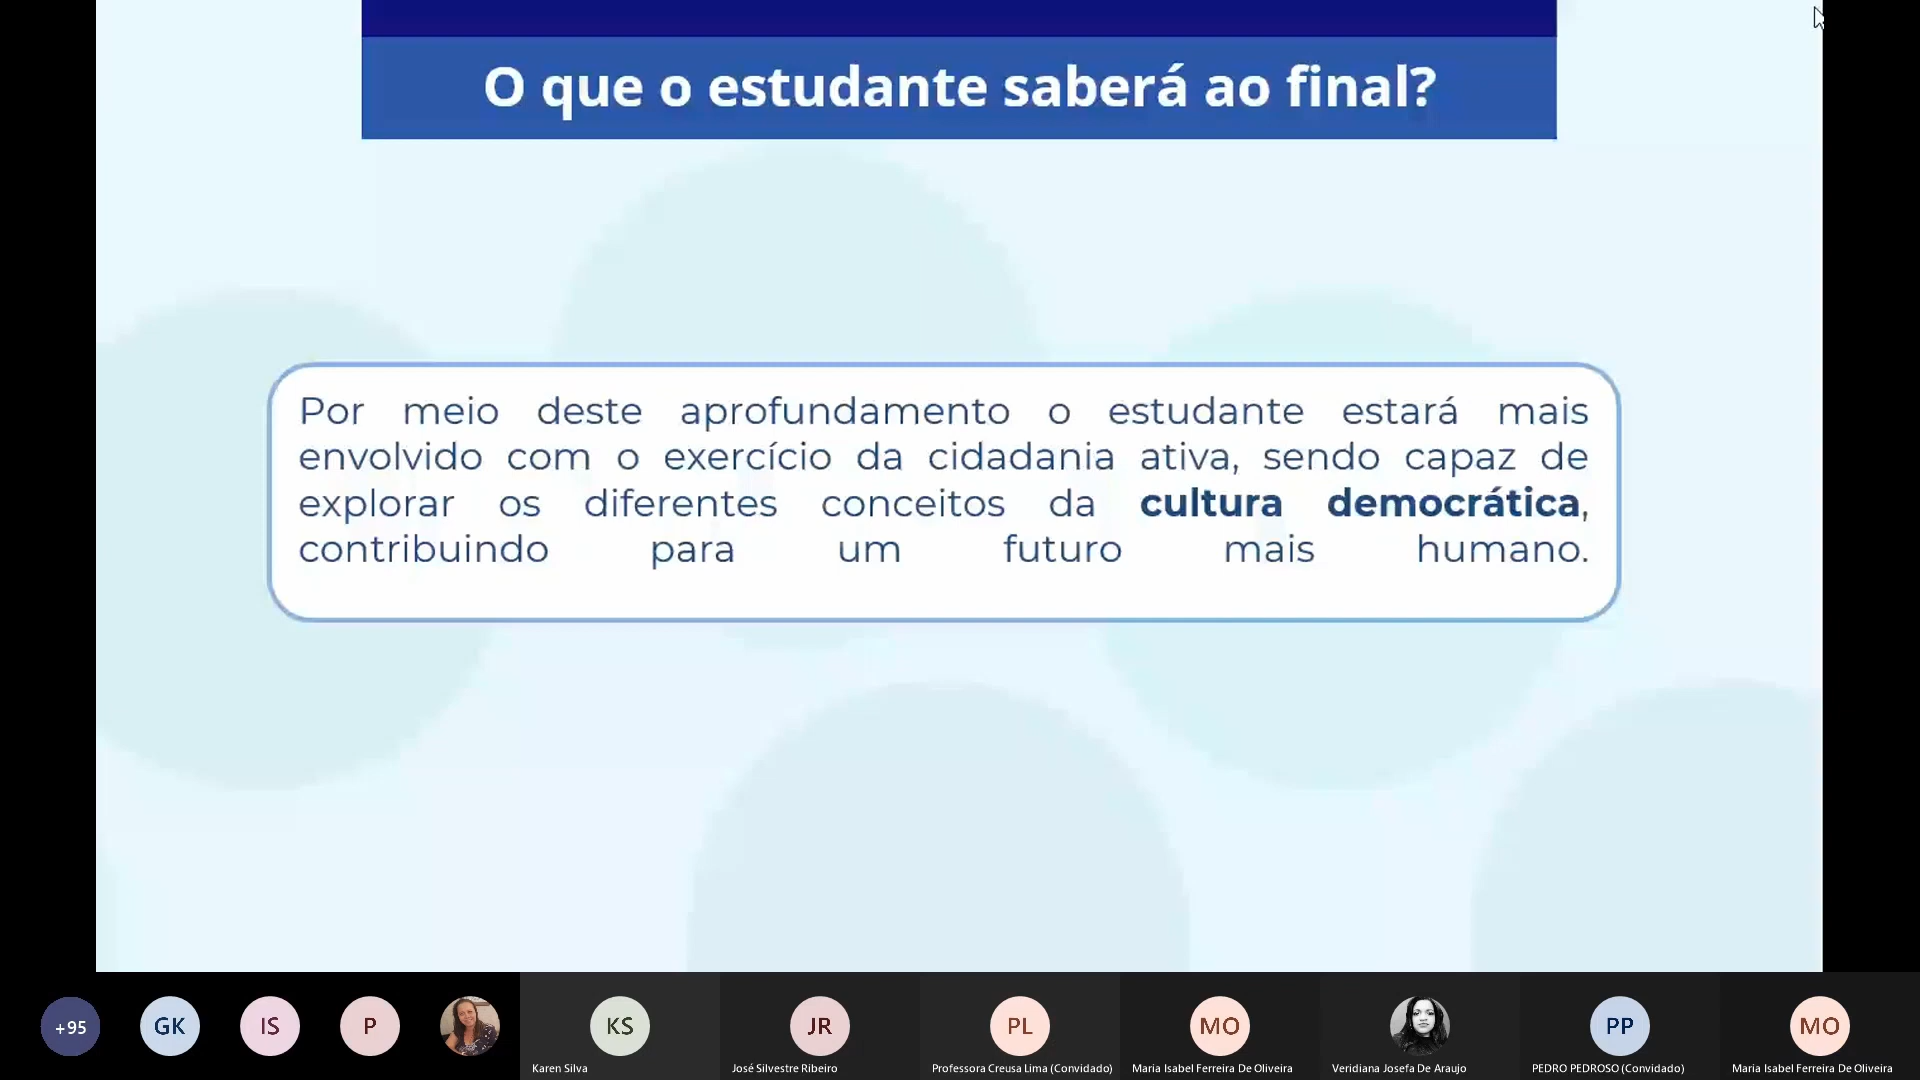 O que o estudante saberá ao final?
Por meio deste aprofundamento o estudante estará mais
envolvido com o exercício da cidadania ativa, sendo capaz de
explorar os diferentes conceitos da cultura democrática,
contribuindo para um futuro mais humano.
+95
GK
IS
P
KS
JR
PL
MO
PP
MO
Karen Silva
José Silvestre Ribeiro
Professora Creusa Lima (Convidado)
Maria Isabel Ferreira De Oliveira
Veridiana Josefa De Araujo
PEDRO PEDROSO (Convidado)
Maria Isabel Ferreira De Oliveira